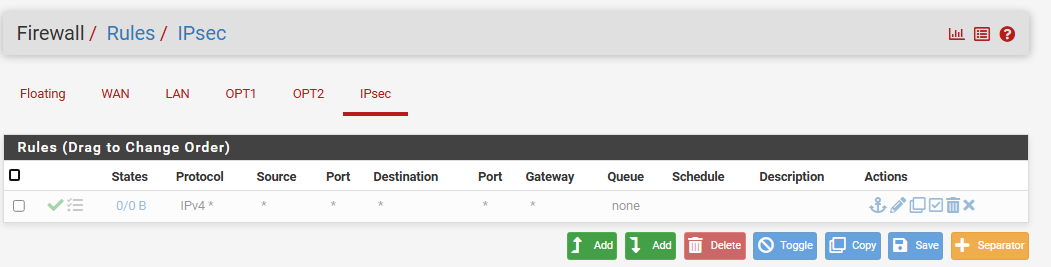 Firewall / Rules / IPsec
Floating WAN LAN OPT1 OPT2 IPsec
Rules (Drag to Change Order)
States Protocol Source Port Destination Port Gateway Queue Schedule Description Actions
0/0 B IPv4 * * * * * * none
Add Add Delete Toggle Copy Save Separator